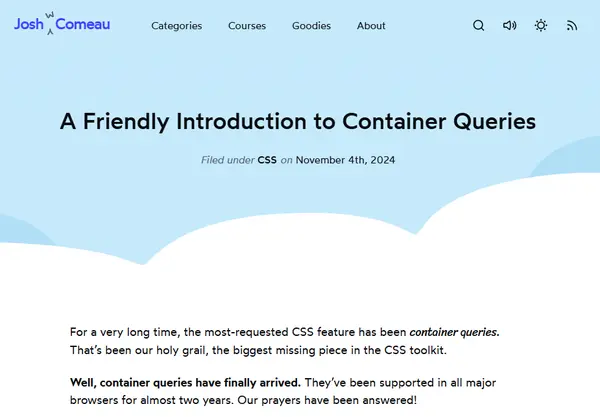 Josh W Comeau
Categories
Courses
Goodies
About
A Friendly Introduction to Container Queries
Filed under CSS on November 4th, 2024
For a very long time, the most-requested CSS feature has been container queries.
That's been our holy grail, the biggest missing piece in the CSS toolkit.
Well, container queries have finally arrived. They've been supported in all major
browsers for almost two years. Our prayers have been answered!